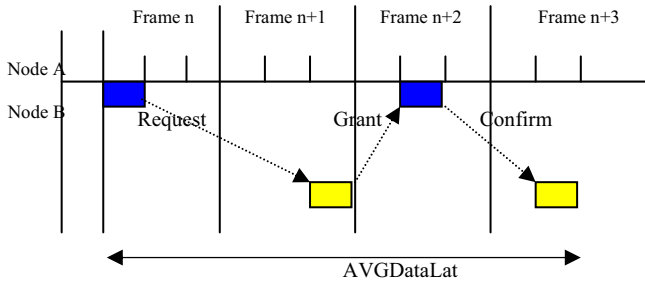 Frame n
Frame n+1
Frame n+2
Frame n+3
Node A
Node B
Request
Grant
Confirm
AVGDataLat